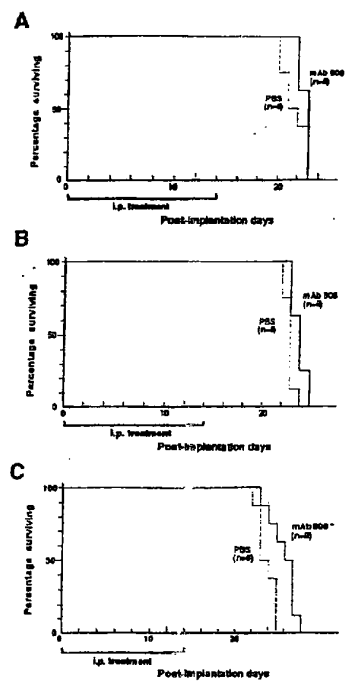 A
Percentage surviving
100
50
0
0
10
20
mAb 806
PBS
i.p. treatment
Post-implantation days
B
Percentage surviving
100
50
0
0
10
20
mAb 806
PBS
i.p. treatment
Post-implantation days
C
Percentage surviving
100
50
0
10
20
mAb 806
PBS
i.p. treatment
Post-implantation days